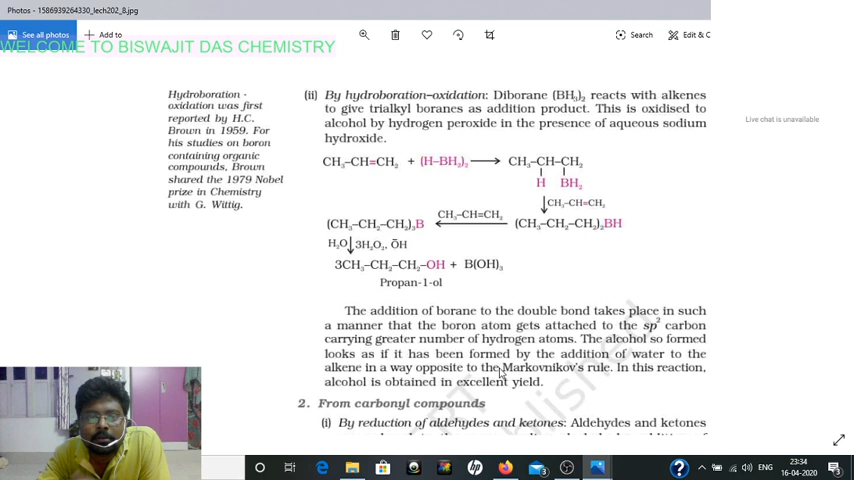 Photos - 1586939264330_lech202_8.jpg
See all photos
Add to
Search
Edit & C
WELCOME TO BISWAJIT DAS CHEMISTRY
Live chat is unavailable
Hydroboration -
oxidation was first
reported by H.C.
Brown in 1959. For
his studies on boron
containing organic
compounds, Brown
shared the 1979 Nobel
prize in Chemistry
with G. Wittig.
(ii) By hydroboration–oxidation: Diborane (BH₃)₂ reacts with alkenes
to give trialkyl boranes as addition product. This is oxidised to
alcohol by hydrogen peroxide in the presence of aqueous sodium
hydroxide.
CH₃–CH=CH₂ + (H–BH₂)₂ ⟶ CH₃–CH–CH₂
H BH₂
CH₃–CH=CH₂
CH₃–CH=CH₂
(CH₃–CH₂–CH₂)₃B ⟵ (CH₃–CH₂–CH₂)₂BH
H₂O ↓ 3H₂O₂, ŌH
3CH₃–CH₂–CH₂–OH + B(OH)₃
Propan-1-ol
The addition of borane to the double bond takes place in such
a manner that the boron atom gets attached to the sp² carbon
carrying greater number of hydrogen atoms. The alcohol so formed
looks as if it has been formed by the addition of water to the
alkene in a way opposite to the Markovnikov's rule. In this reaction,
alcohol is obtained in excellent yield.
2. From carbonyl compounds
(i) By reduction of aldehydes and ketones: Aldehydes and ketones
ENG
23:34
16-04-2020